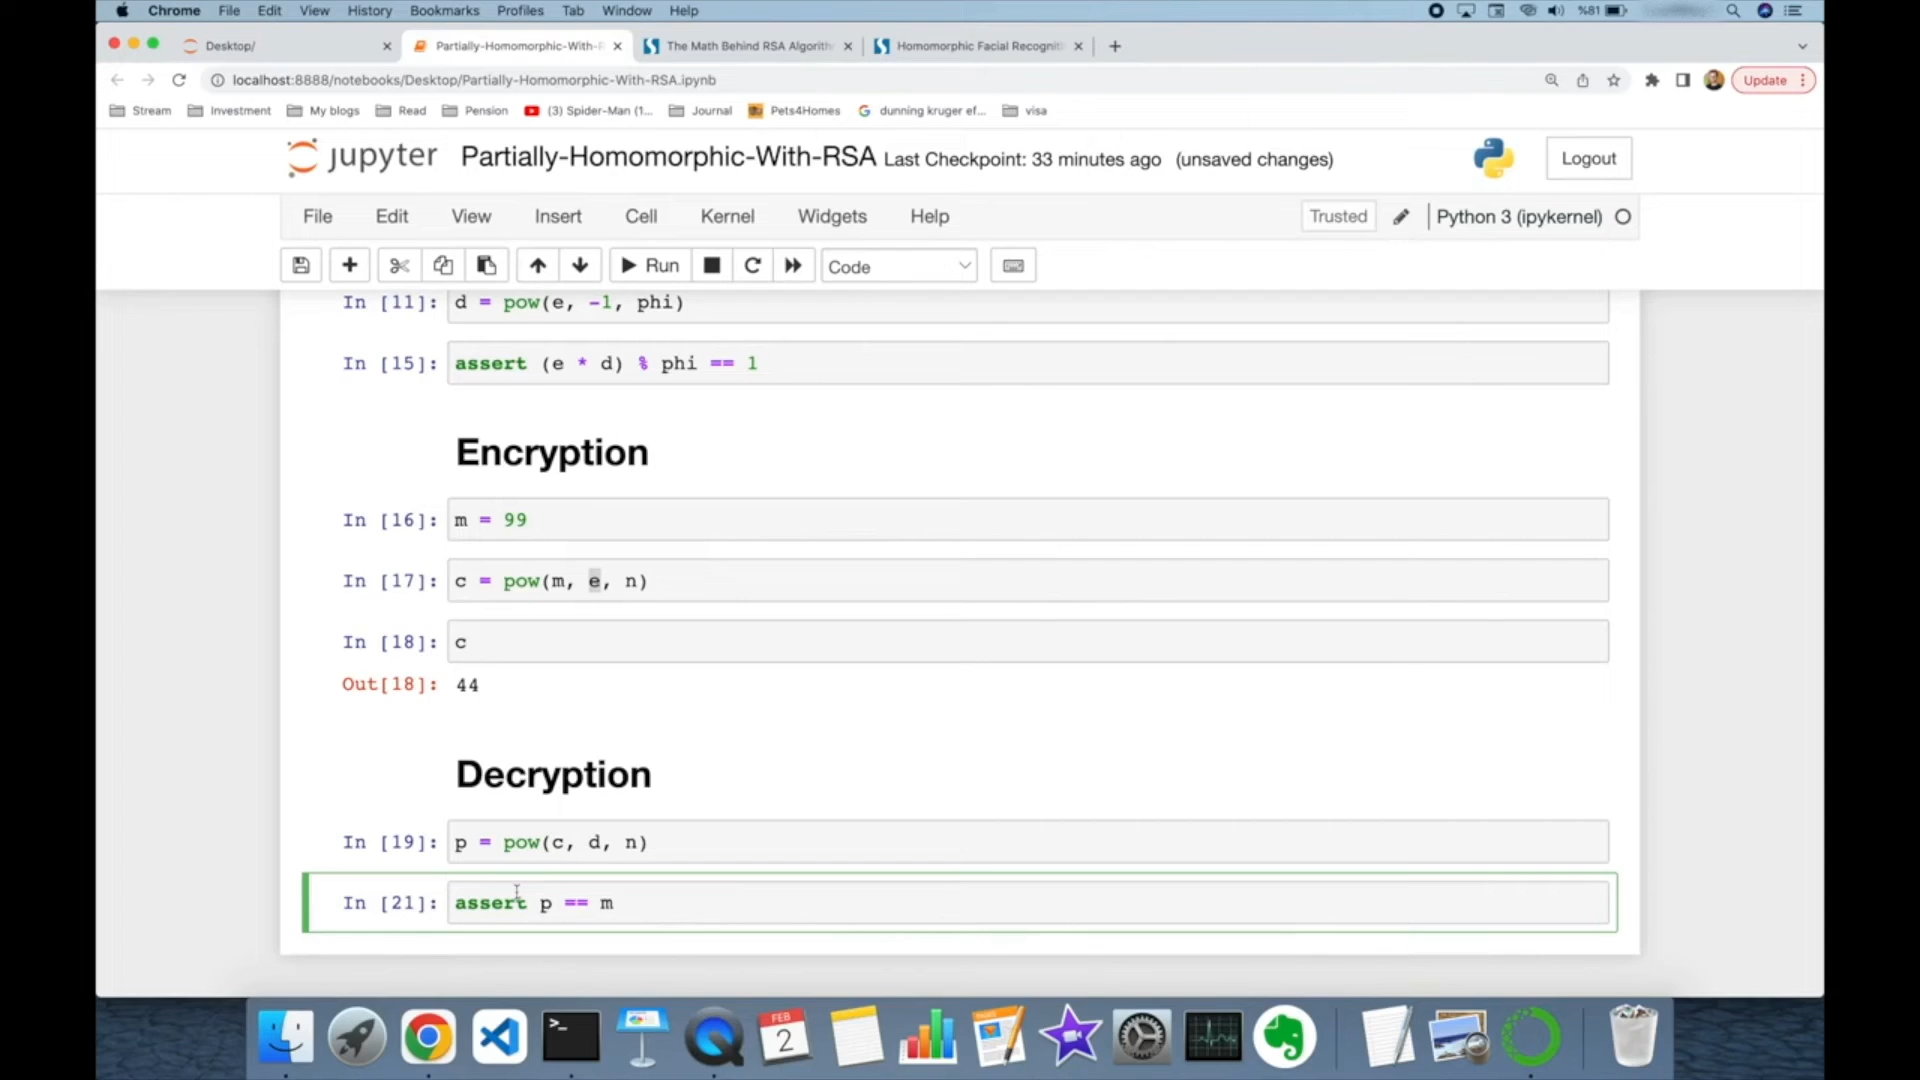 Chrome File Edit View History Bookmarks Profiles Tab Window Help %81
Desktop/ Partially-Homomorphic-With-R The Math Behind RSA Algorith Homomorphic Facial Recognit
localhost:8888/notebooks/Desktop/Partially-Homomorphic-With-RSA.ipynb Update
Stream Investment My blogs Read Pension (3) Spider-Man (1... Journal Pets4Homes dunning kruger ef... visa
jupyter Partially-Homomorphic-With-RSA Last Checkpoint: 33 minutes ago (unsaved changes) Logout
File Edit View Insert Cell Kernel Widgets Help Trusted Python 3 (ipykernel)
Run Code
In [11]: d = pow(e, -1, phi)
In [15]: assert (e * d) % phi == 1
Encryption
In [16]: m = 99
In [17]: c = pow(m, e, n)
In [18]: c
Out[18]: 44
Decryption
In [19]: p = pow(c, d, n)
In [21]: assert p == m
FEB
2